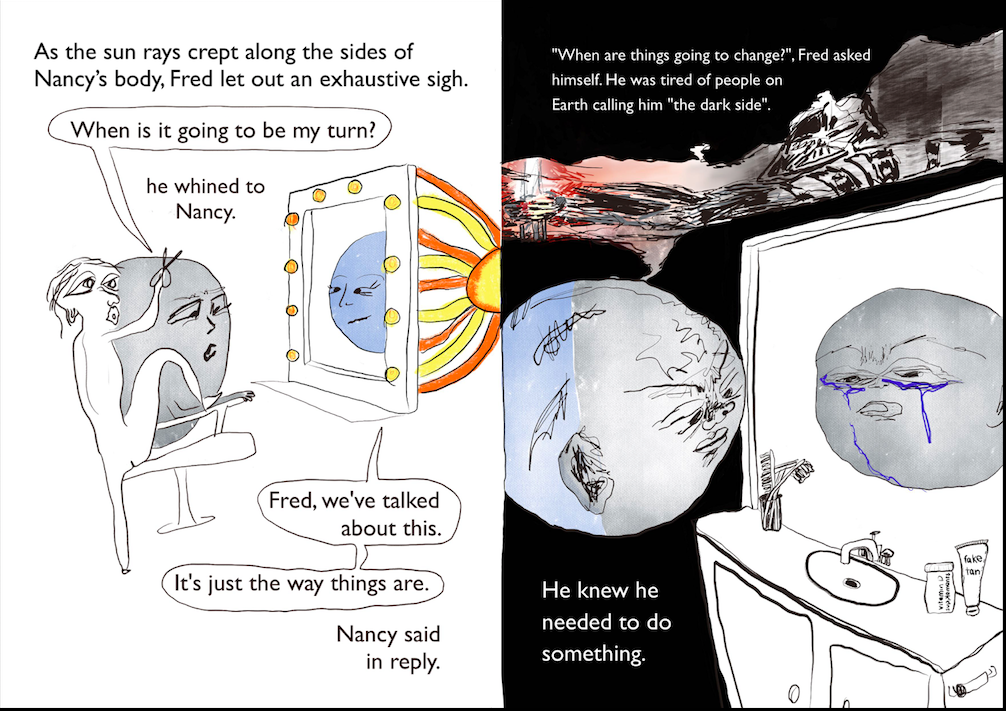 As the sun rays crept along the sides of
Nancy's body, Fred let out an exhaustive sigh.
When is it going to be my turn?
he whined to
Nancy.
Fred, we've talked
about this.
It's just the way things are.
Nancy said
in reply.
"When are things going to change?", Fred asked
himself. He was tired of people on
Earth calling him "the dark side".
He knew he
needed to do
something.
vitamin D
fake
tan